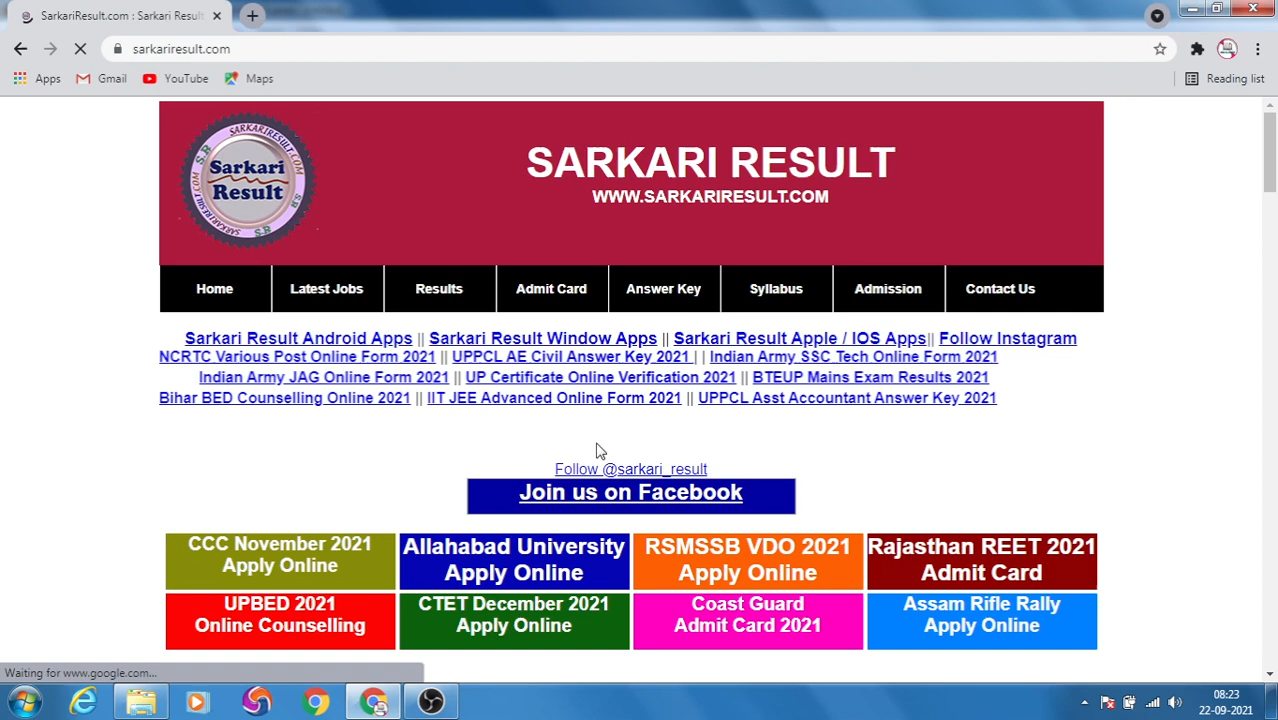 SarkariResult.com : Sarkari Result
sarkariresult.com
Apps Gmail YouTube Maps Reading list
SARKARIRESULT.COM
S.R
Sarkari
Result
SARKARIRESULT.COM
S.R
SARKARI RESULT
WWW.SARKARIRESULT.COM
Home Latest Jobs Results Admit Card Answer Key Syllabus Admission Contact Us
Sarkari Result Android Apps || Sarkari Result Window Apps || Sarkari Result Apple / IOS Apps|| Follow Instagram
NCRTC Various Post Online Form 2021 || UPPCL AE Civil Answer Key 2021 | | Indian Army SSC Tech Online Form 2021
Indian Army JAG Online Form 2021 || UP Certificate Online Verification 2021 || BTEUP Mains Exam Results 2021
Bihar BED Counselling Online 2021 || IIT JEE Advanced Online Form 2021 || UPPCL Asst Accountant Answer Key 2021
Follow @sarkari_result
Join us on Facebook
CCC November 2021
Apply Online
Allahabad University
Apply Online
RSMSSB VDO 2021
Apply Online
Rajasthan REET 2021
Admit Card
UPBED 2021
Online Counselling
CTET December 2021
Apply Online
Coast Guard
Admit Card 2021
Assam Rifle Rally
Apply Online
Waiting for www.google.com...
08:23
22-09-2021